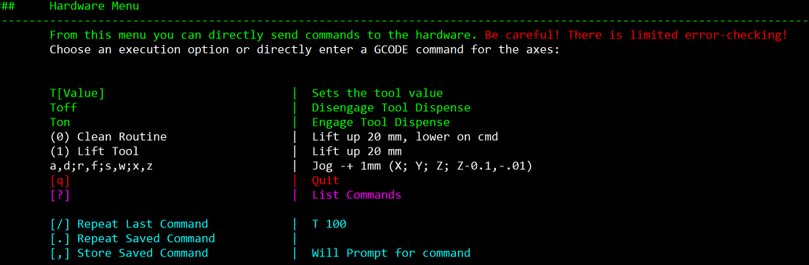 ## Hardware Menu
--------------------------------------------------------------------------------------------------------------------
From this menu you can directly send commands to the hardware. Be careful! There is limited error-checking!
Choose an execution option or directly enter a GCODE command for the axes:
T[Value] | Sets the tool value
Toff | Disengage Tool Dispense
Ton | Engage Tool Dispense
(0) Clean Routine | Lift up 20 mm, lower on cmd
(1) Lift Tool | Lift up 20 mm
a,d;r,f;s,w;x,z | Jog -+ 1mm (X; Y; Z; Z-0.1,-.01)
[q] | Quit
[?] | List Commands
[/] Repeat Last Command | T 100
[.] Repeat Saved Command |
[,] Store Saved Command | Will Prompt for command